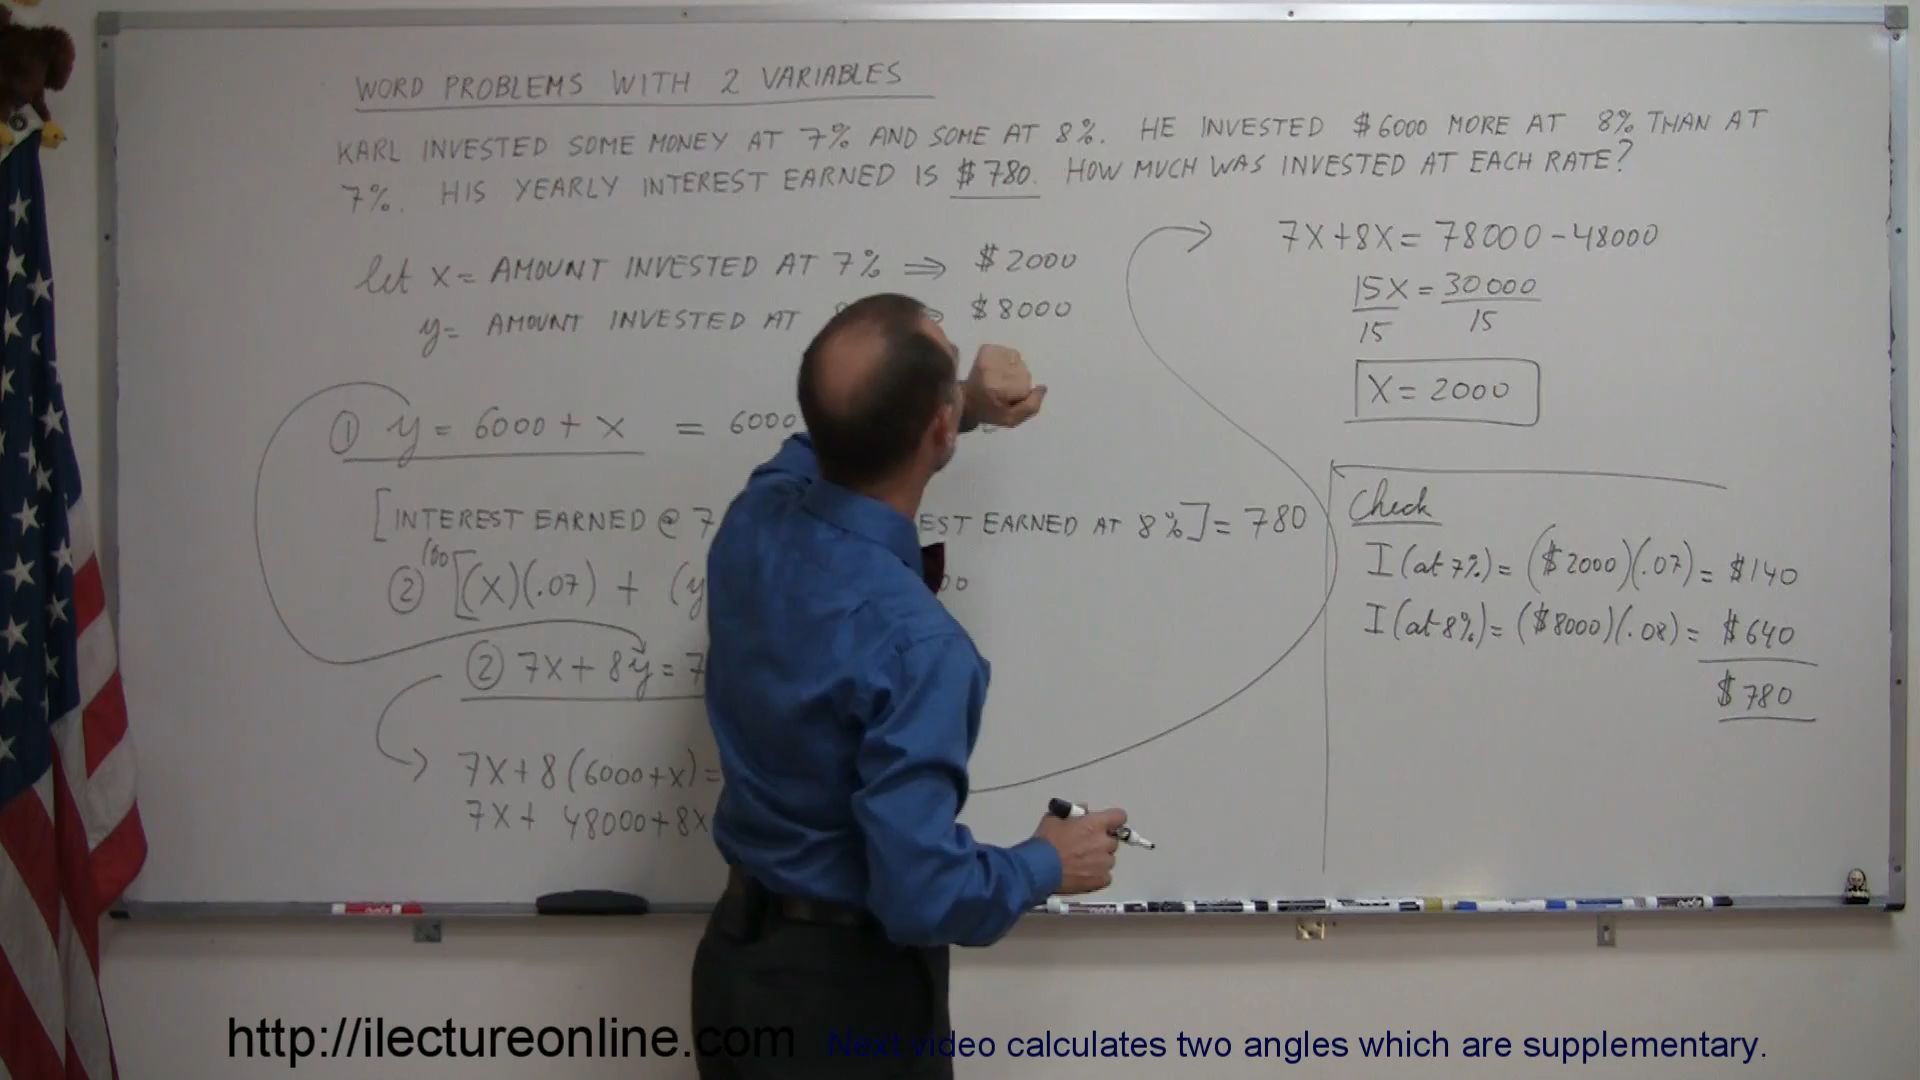 WORD PROBLEMS WITH 2 VARIABLES
KARL INVESTED SOME MONEY AT 7% AND SOME AT 8%. HE INVESTED $6000 MORE AT 8% THAN AT
7%. HIS YEARLY INTEREST EARNED IS $780. HOW MUCH WAS INVESTED AT EACH RATE?
let x = AMOUNT INVESTED AT 7% ⇒ $2000
y = AMOUNT INVESTED AT $8000
① y = 6000 + x = 6000
[INTEREST EARNED @ 7 EARNED AT 8%] = 780
② 100 [(x)(.07) + (y
② 7x + 8y = 7
7x + 8(6000+x) =
7x + 48000 + 8x
7x + 8x = 78000 - 48000
15x = 30000
15 15
x = 2000
Check
I (at 7%) = ($2000)(.07) = $140
I (at 8%) = ($8000)(.08) = $640
$780
http://ilectureonline.com
Next video calculates two angles which are supplementary.